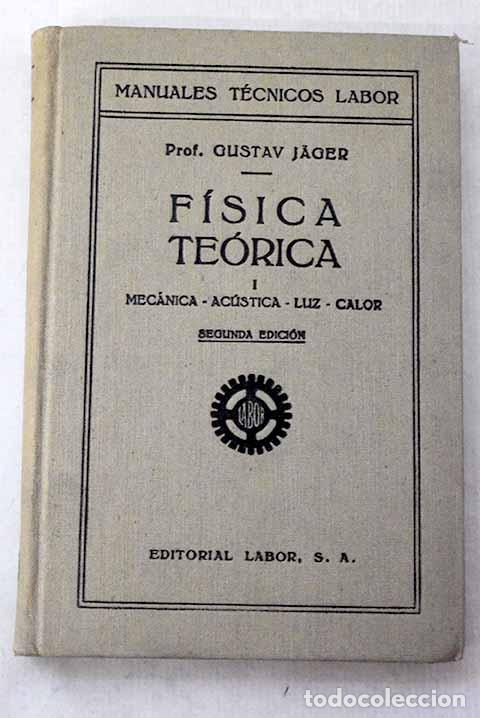 MANUALES TÉCNICOS LABOR
Prof. GUSTAV JÄGER
FÍSICA
TEÓRICA
I
MECÁNICA - ACÚSTICA - LUZ - CALOR
SEGUNDA EDICIÓN
LABOR
EDITORIAL LABOR, S. A.
todocoleccion